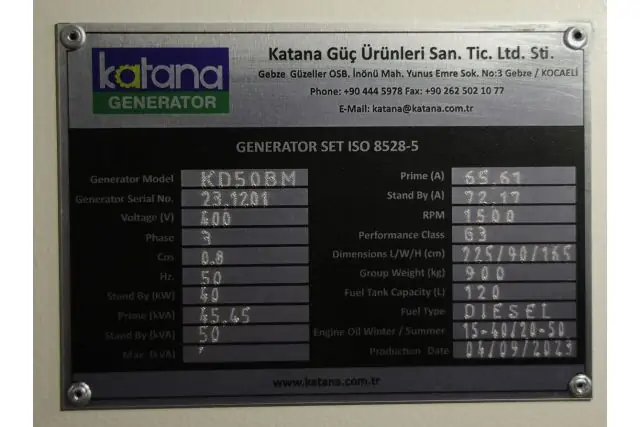 katana
GENERATOR
Katana Güç Ürünleri San. Tic. Ltd. Sti.
Gebze Güzeller OSB. İnönü Mah. Yunus Emre Sok. No:3 Gebze / KOCAELİ
Phone: +90 444 5978 Fax: +90 262 502 10 77
E-Mail: katana@katana.com.tr
GENERATOR SET ISO 8528-5
Generator Model KD50BM
Generator Serial No. 23.1201
Voltage (V) 400
Phase 3
Cos 0.8
Hz. 50
Stand By (KW) 40
Prime (kVA) 45.45
Stand By (kVA) 50
Max. (kVA)
Prime (A) 65.61
Stand By (A) 72.17
RPM 1500
Performance Class G3
Dimensions L/W/H (cm) 225/90/165
Group Weight (kg) 900
Fuel Tank Capacity (L) 120
Fuel Type DIESEL
Engine Oil Winter / Summer 15-40/20-50
Production Date 04/09/2023
www.katana.com.tr